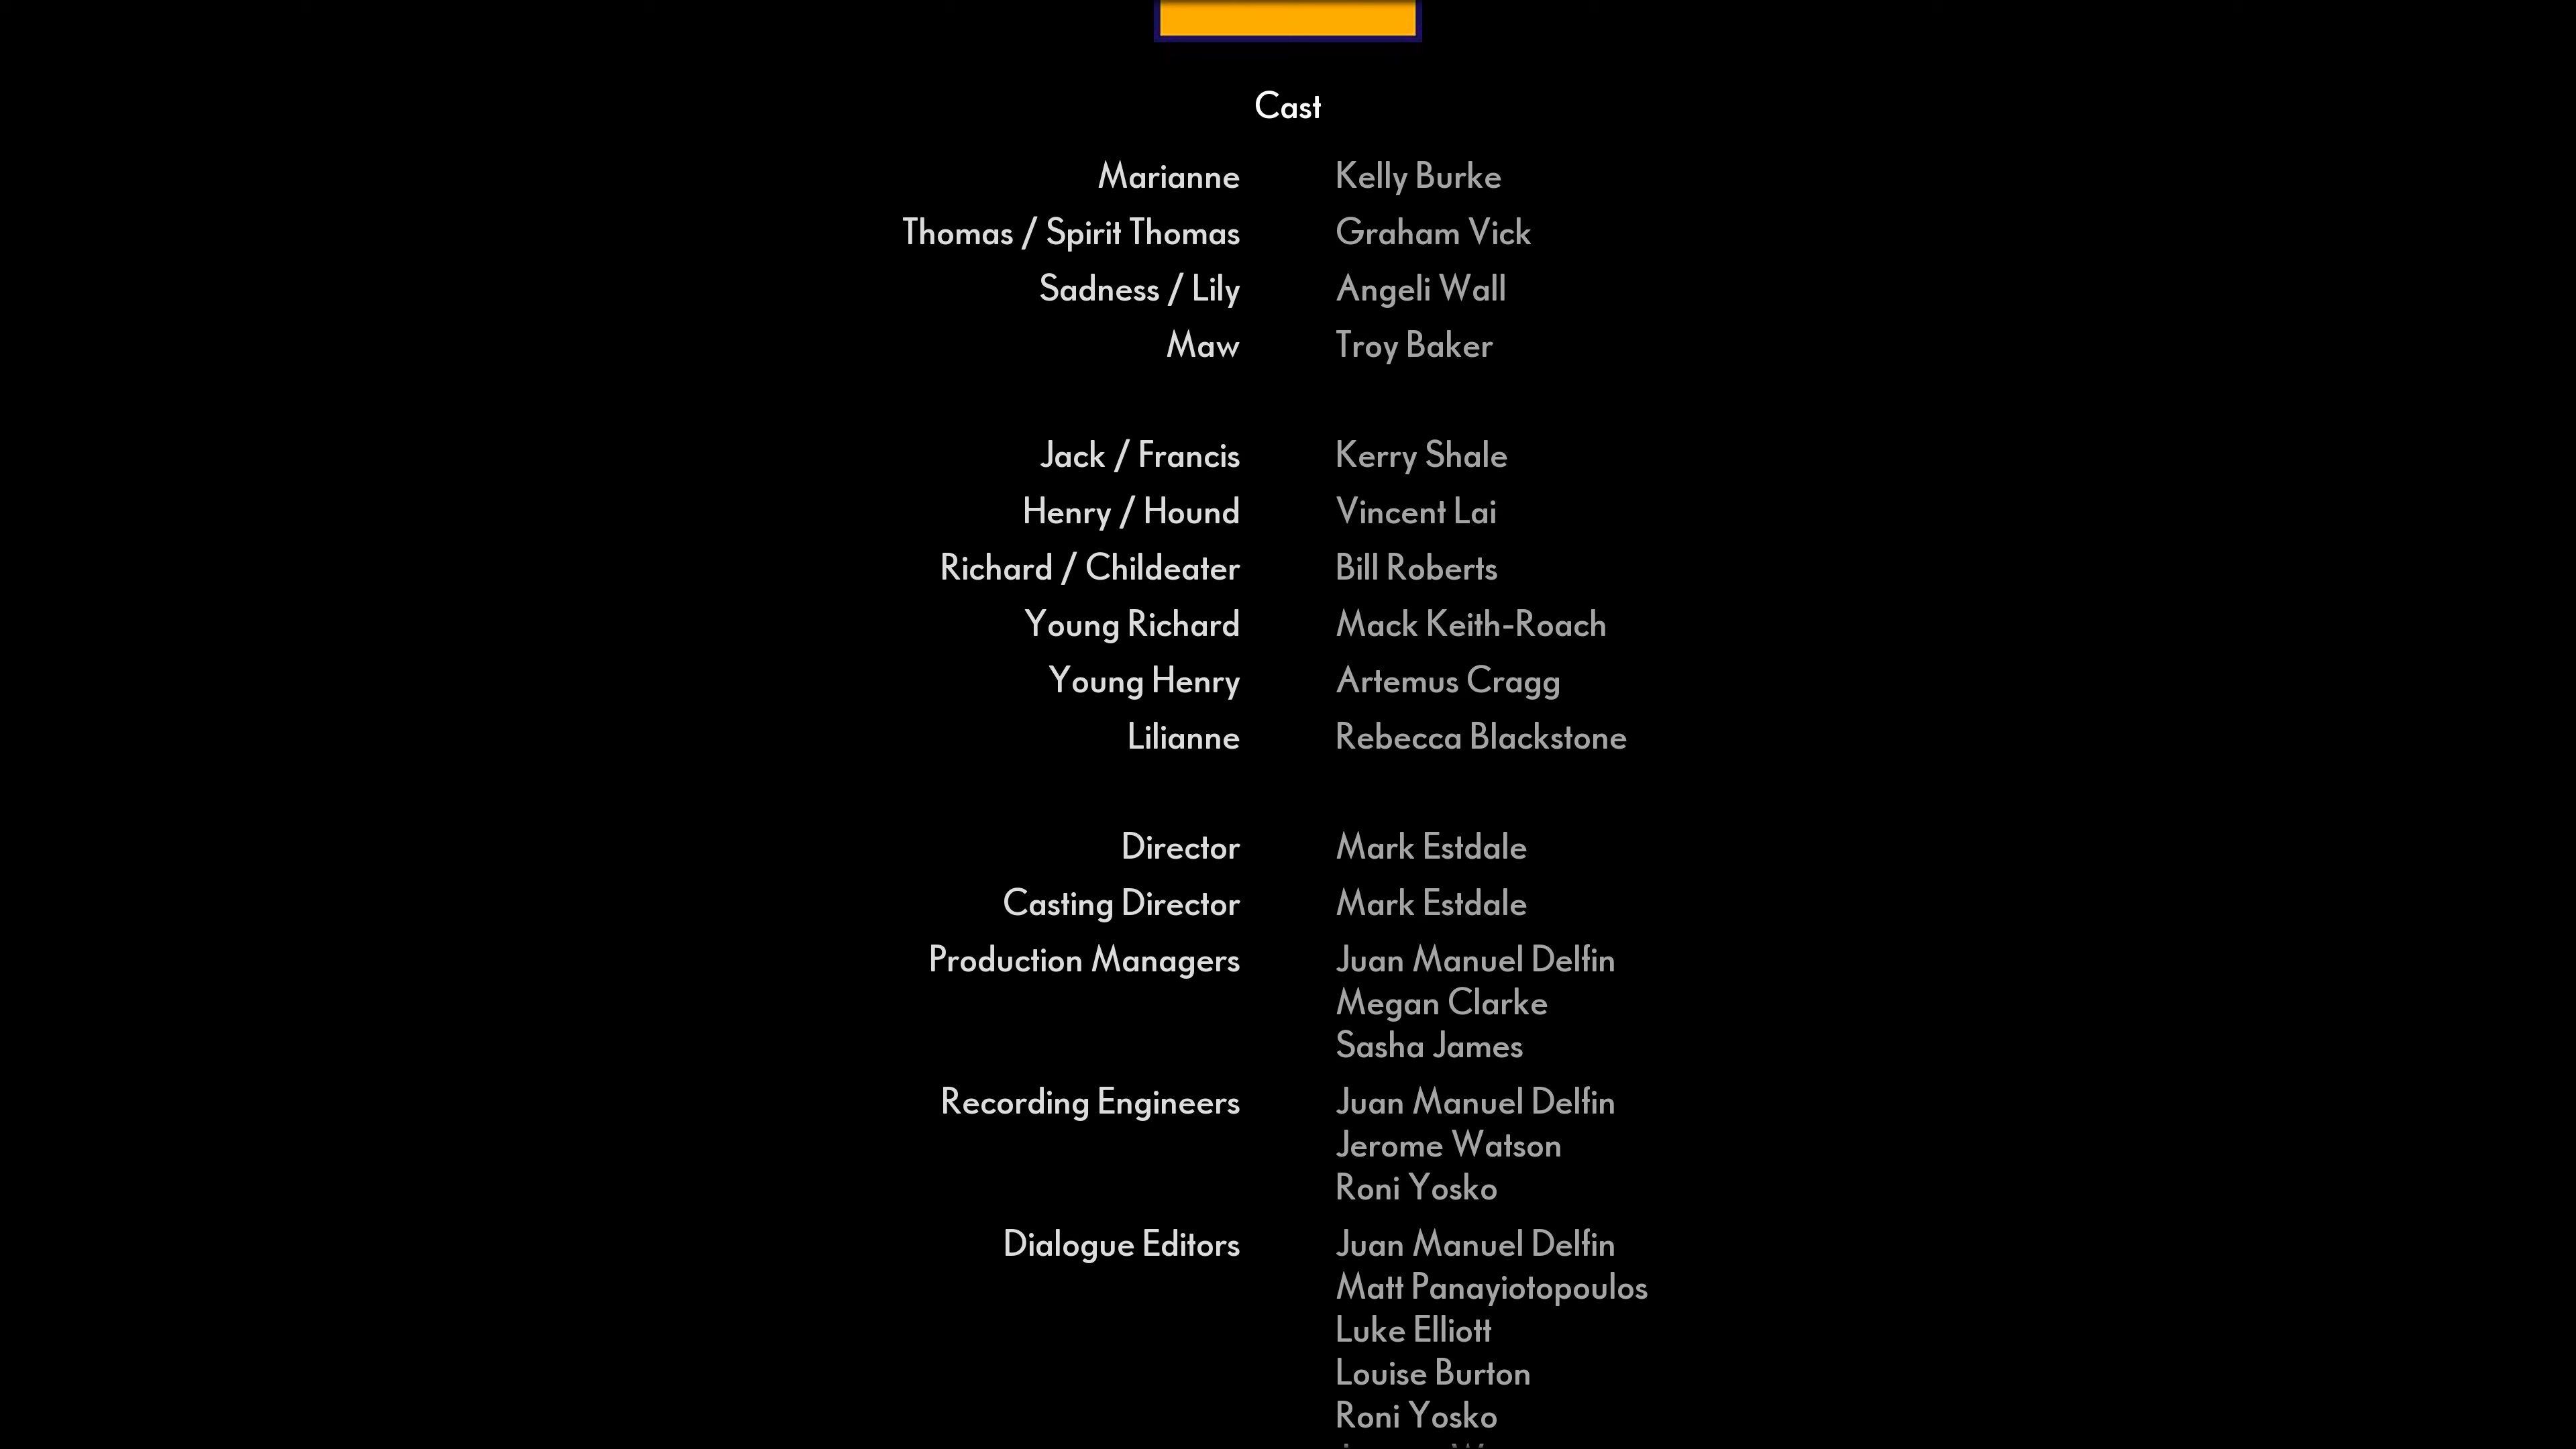 Cast
Marianne Kelly Burke
Thomas / Spirit Thomas Graham Vick
Sadness / Lily Angeli Wall
Maw Troy Baker
Jack / Francis Kerry Shale
Henry / Hound Vincent Lai
Richard / Childeater Bill Roberts
Young Richard Mack Keith-Roach
Young Henry Artemus Cragg
Lilianne Rebecca Blackstone
Director Mark Estdale
Casting Director Mark Estdale
Production Managers Juan Manuel Delfin
Megan Clarke
Sasha James
Recording Engineers Juan Manuel Delfin
Jerome Watson
Roni Yosko
Dialogue Editors Juan Manuel Delfin
Matt Panayiotopoulos
Luke Elliott
Louise Burton
Roni Yosko